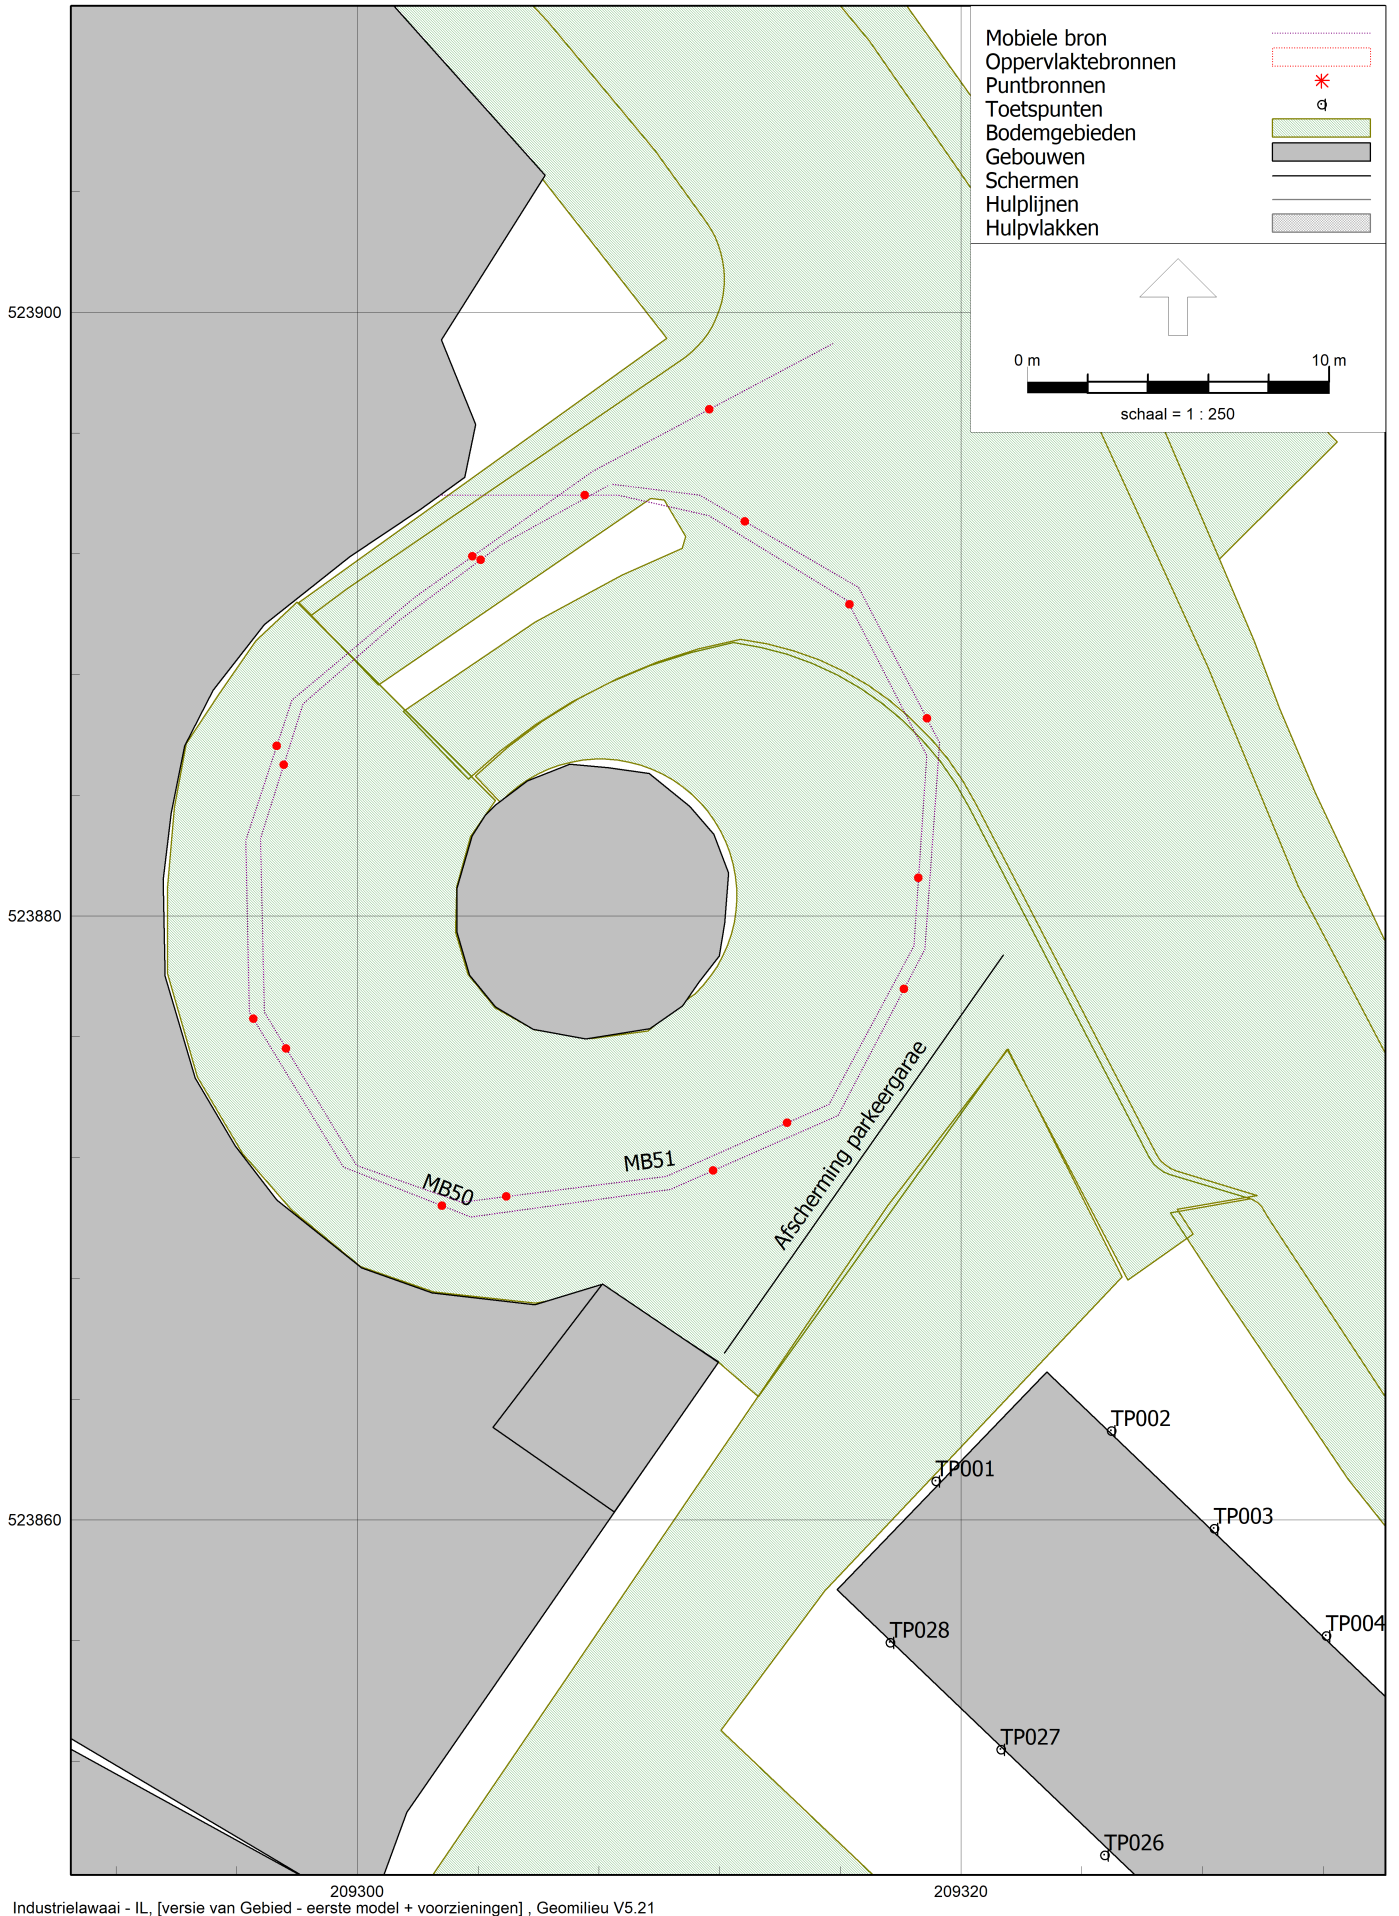 Mobiele bron
Oppervlaktebronnen
Puntbronnen
Toetspunten
Bodemgebieden
Gebouwen
Schermen
Hulplijnen
Hulpvlakken
0 m
10 m
schaal = 1 : 250
523900
523880
Afscherming parkeergarae
MB51
MB50
TP002
TP001
TP003
523860
TP028
TP004
TP027
TP026
209300
209320
Industrielawaai - IL, [versie van Gebied - eerste model + voorzieningen] , Geomilieu V5.21